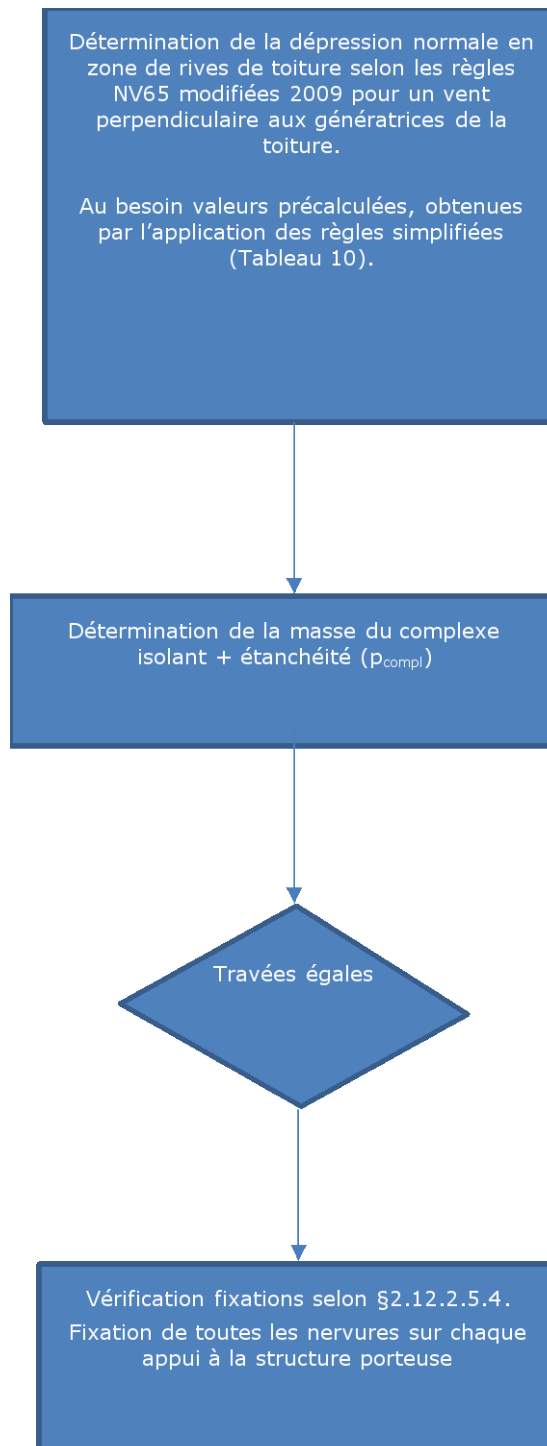 Détermination de la dépression normale en
zone de rives de toiture selon les règles
NV65 modifiées 2009 pour un vent
perpendiculaire aux génératrices de la
toiture.
Au besoin valeurs précalculées, obtenues
par l’application des règles simplifiées
(Tableau 10).
Détermination de la masse du complexe
isolant + étanchéité (pcompl)
Travées égales
Vérification fixations selon §2.12.2.5.4.
Fixation de toutes les nervures sur chaque
appui à la structure porteuse